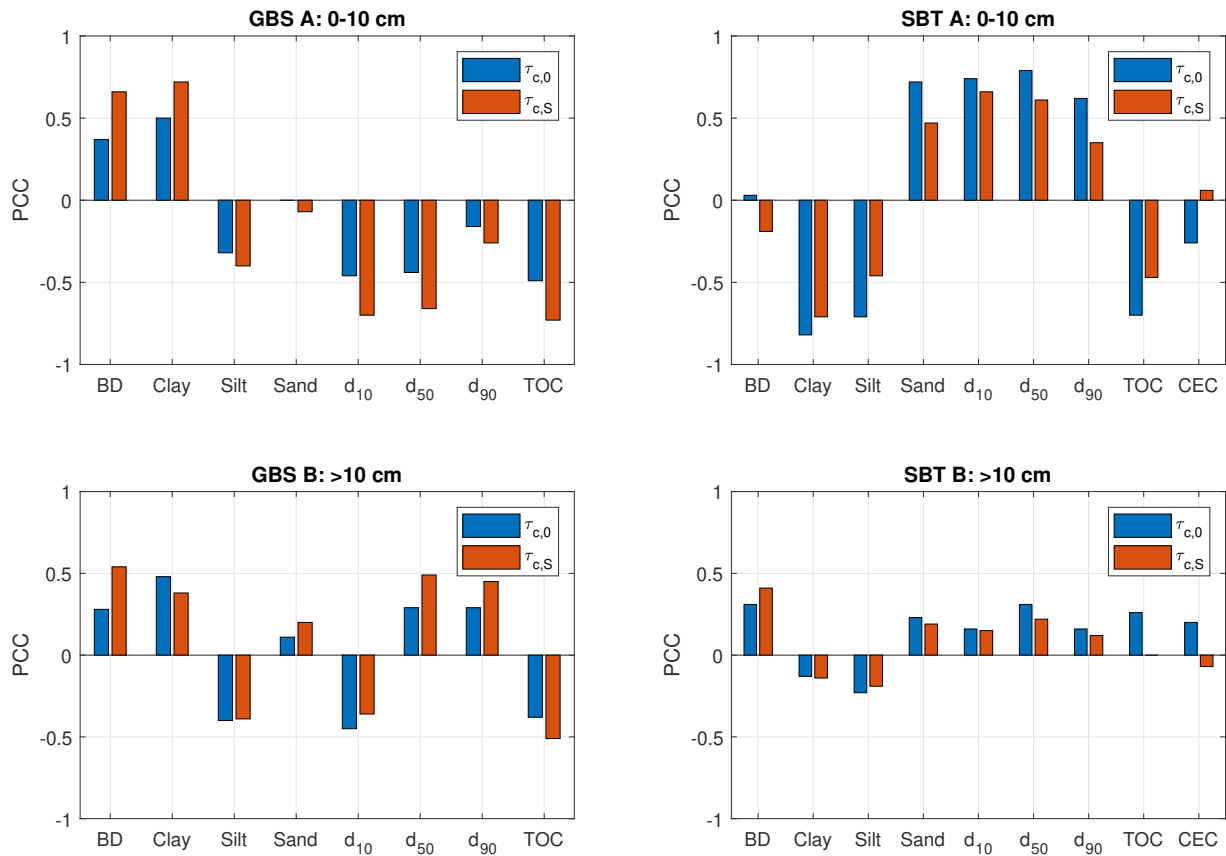 GBS A: 0-10 cm
PCC
1
0.5
0
-0.5
-1
τc,0
τc,S
BD Clay Silt Sand d10 d50 d90 TOC
SBT A: 0-10 cm
PCC
1
0.5
0
-0.5
-1
τc,0
τc,S
BD Clay Silt Sand d10 d50 d90 TOC CEC
GBS B: >10 cm
PCC
1
0.5
0
-0.5
-1
τc,0
τc,S
BD Clay Silt Sand d10 d50 d90 TOC
SBT B: >10 cm
PCC
1
0.5
0
-0.5
-1
τc,0
τc,S
BD Clay Silt Sand d10 d50 d90 TOC CEC